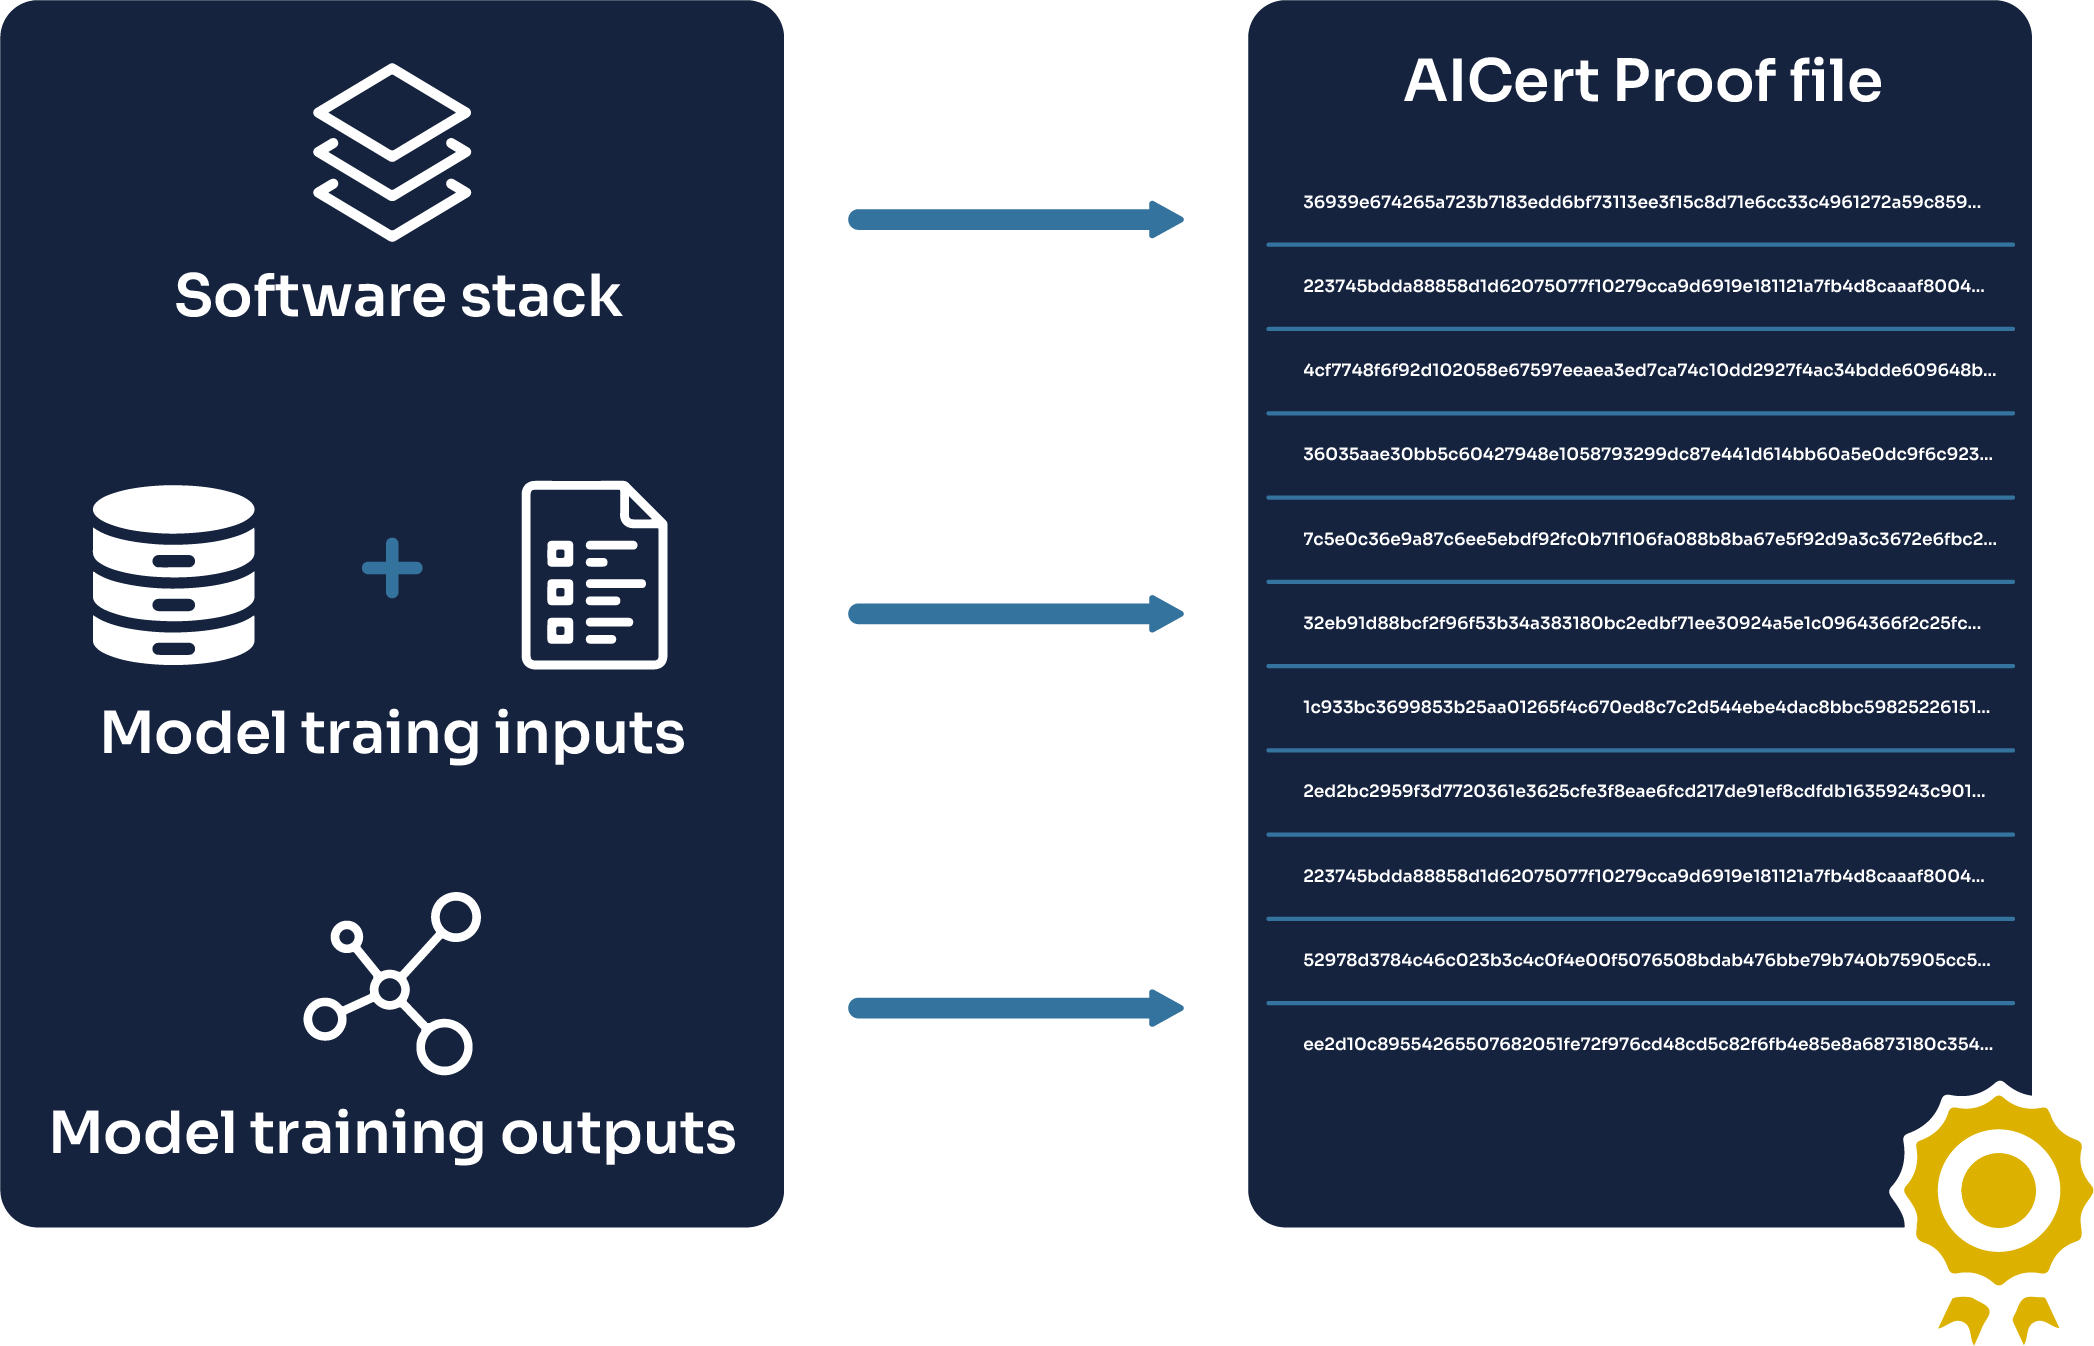 Software stack
Model traing inputs
Model training outputs
AICert Proof file
36939e674265a723b7183edd6bf73113ee3f15c8d71e6cc33c4961272a59c859...
223745bdda88858d1d62075077f10279cca9d6919e181121a7fb4d8caaaf8004...
4cf7748f6f92d102058e67597eeaea3ed7ca74c10dd2927f4ac34bdde609648b...
36035aae30bb5c60427948e1058793299dc87e441d614bb60a5e0dc9f6c923...
7c5e0c36e9a87c6ee5ebdf92fc0b71f106fa088b8ba67e5f92d9a3c3672e6fbc2...
32eb91d88bcf2f96f53b34a383180bc2edbf71ee30924a5e1c0964366f2c25fc...
1c933bc3699853b25aa01265f4c670ed8c7c2d544ebe4dac8bbc59825226151...
2ed2bc2959f3d7720361e3625cfe3f8eae6fcd217de91ef8cdfdb16359243c901...
223745bdda88858d1d62075077f10279cca9d6919e181121a7fb4d8caaaf8004...
52978d3784c46c023b3c4c0f4e00f5076508bdab476bbe79b740b75905cc5...
ee2d10c89554265507682051fe72f976cd48cd5c82f6fb4e85e8a6873180c354...